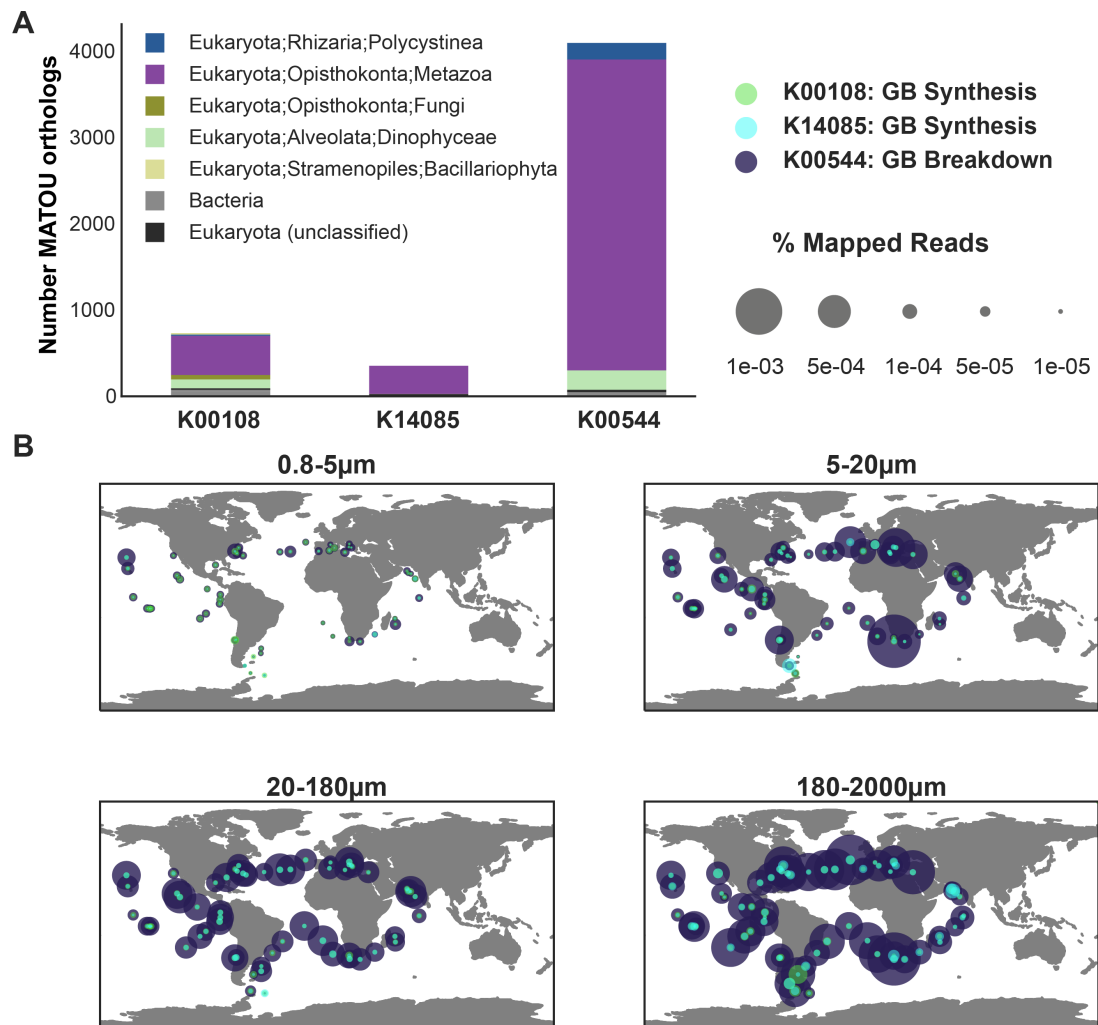 A
Number MATOU orthologs
4000
3000
2000
1000
0
Eukaryota;Rhizaria;Polycystinea
Eukaryota;Opisthokonta;Metazoa
Eukaryota;Opisthokonta;Fungi
Eukaryota;Alveolata;Dinophyceae
Eukaryota;Stramenopiles;Bacillariophyta
Bacteria
Eukaryota (unclassified)
K00108 K14085 K00544
K00108: GB Synthesis
K14085: GB Synthesis
K00544: GB Breakdown
% Mapped Reads
1e-03 5e-04 1e-04 5e-05 1e-05
B
0.8-5μm
5-20μm
20-180μm
180-2000μm